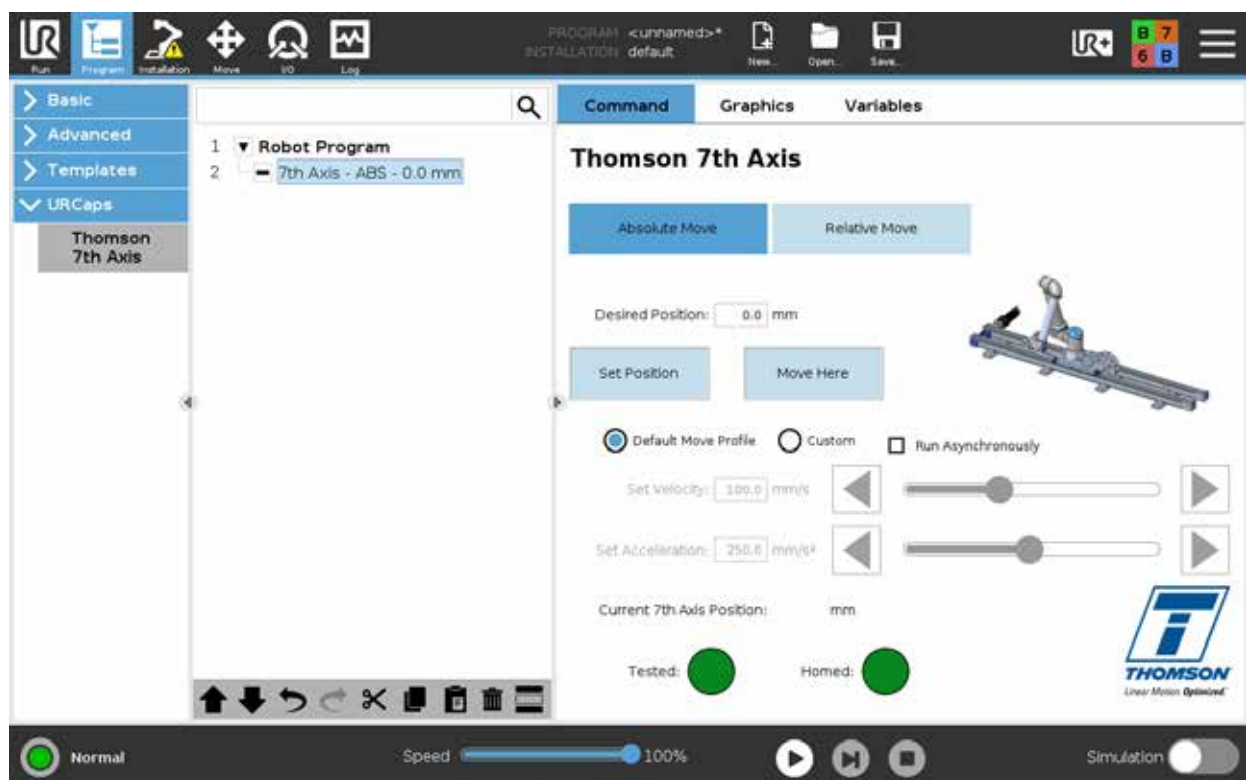 UR
PROGRAM <unnamed>*
INSTALLATION default
UR+
B 7
6 B
Run Program Installation Move I/O Log New... Open... Save...
Basic
Advanced
Templates
URCaps
Thomson
7th Axis
1 Robot Program
2 7th Axis - ABS - 0.0 mm
Command Graphics Variables
Thomson 7th Axis
Absolute Move Relative Move
Desired Position: 0.0 mm
Set Position Move Here
Default Move Profile Custom Run Asynchronously
Set Velocity: 100.0 mm/s
Set Acceleration: 250.0 mm/s²
Current 7th Axis Position: mm
Tested: Homed:
THOMSON
Linear Motion. Optimized.
Normal Speed 100% Simulation